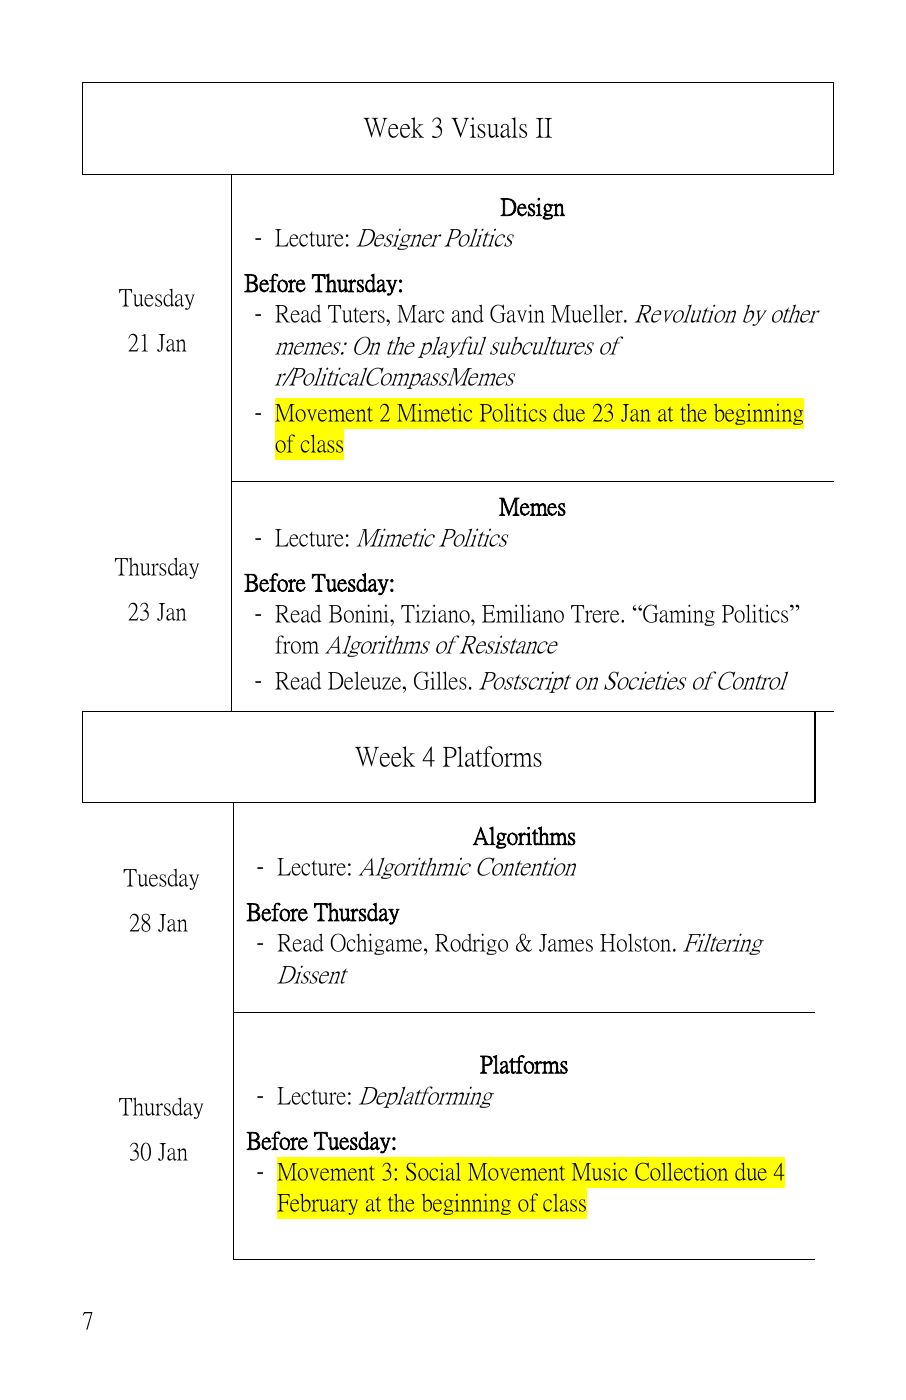 Week 3 Visuals II
Design
- Lecture: Designer Politics
Before Thursday:
Tuesday
21 Jan
- Read Tuters, Marc and Gavin Mueller. Revolution by other
memes: On the playful subcultures of
r/PoliticalCompassMemes
- Movement 2 Mimetic Politics due 23 Jan at the beginning
of class
Memes
- Lecture: Mimetic Politics
Thursday
23 Jan
Before Tuesday:
- Read Bonini, Tiziano, Emiliano Trere. “Gaming Politics”
from Algorithms of Resistance
- Read Deleuze, Gilles. Postscript on Societies of Control
Week 4 Platforms
Algorithms
- Lecture: Algorithmic Contention
Tuesday
28 Jan
Before Thursday
- Read Ochigame, Rodrigo & James Holston. Filtering
Dissent
Platforms
- Lecture: Deplatforming
Thursday
30 Jan
Before Tuesday:
- Movement 3: Social Movement Music Collection due 4
February at the beginning of class
7